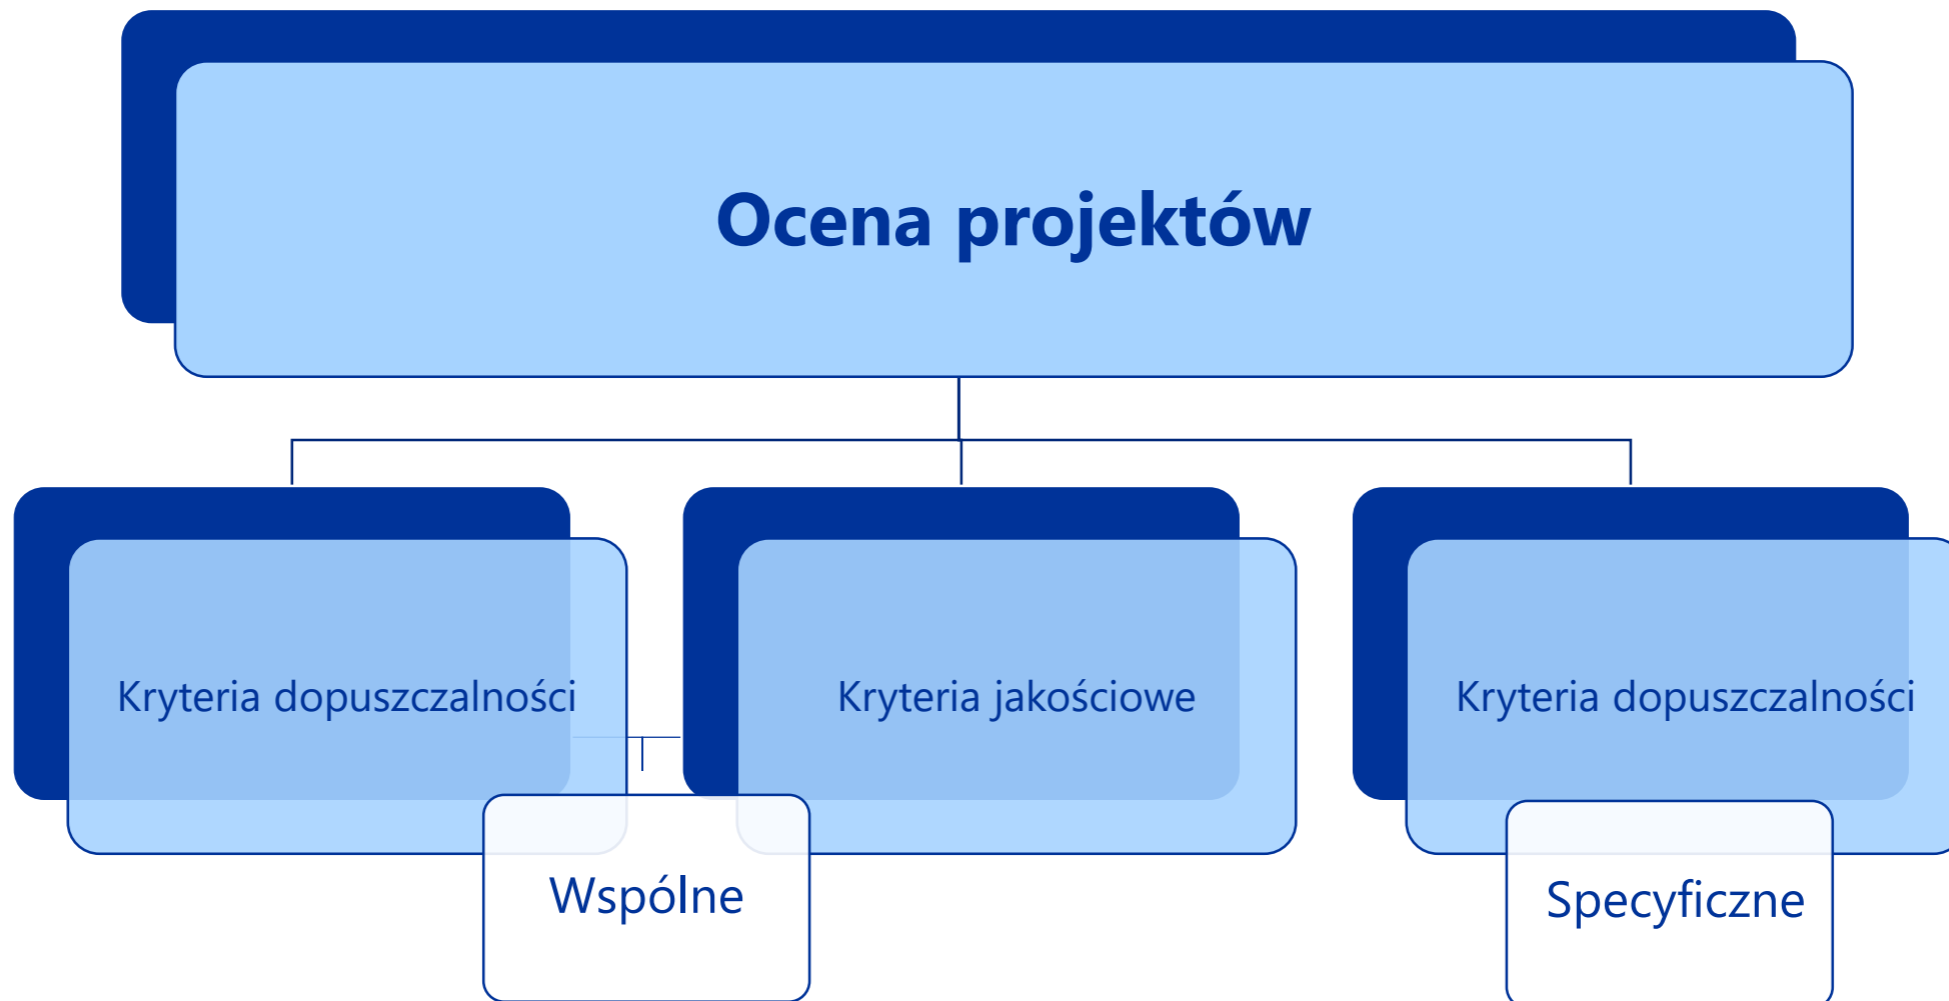 Ocena projektów
Kryteria dopuszczalności
Kryteria jakościowe
Kryteria dopuszczalności
Wspólne
Specyficzne